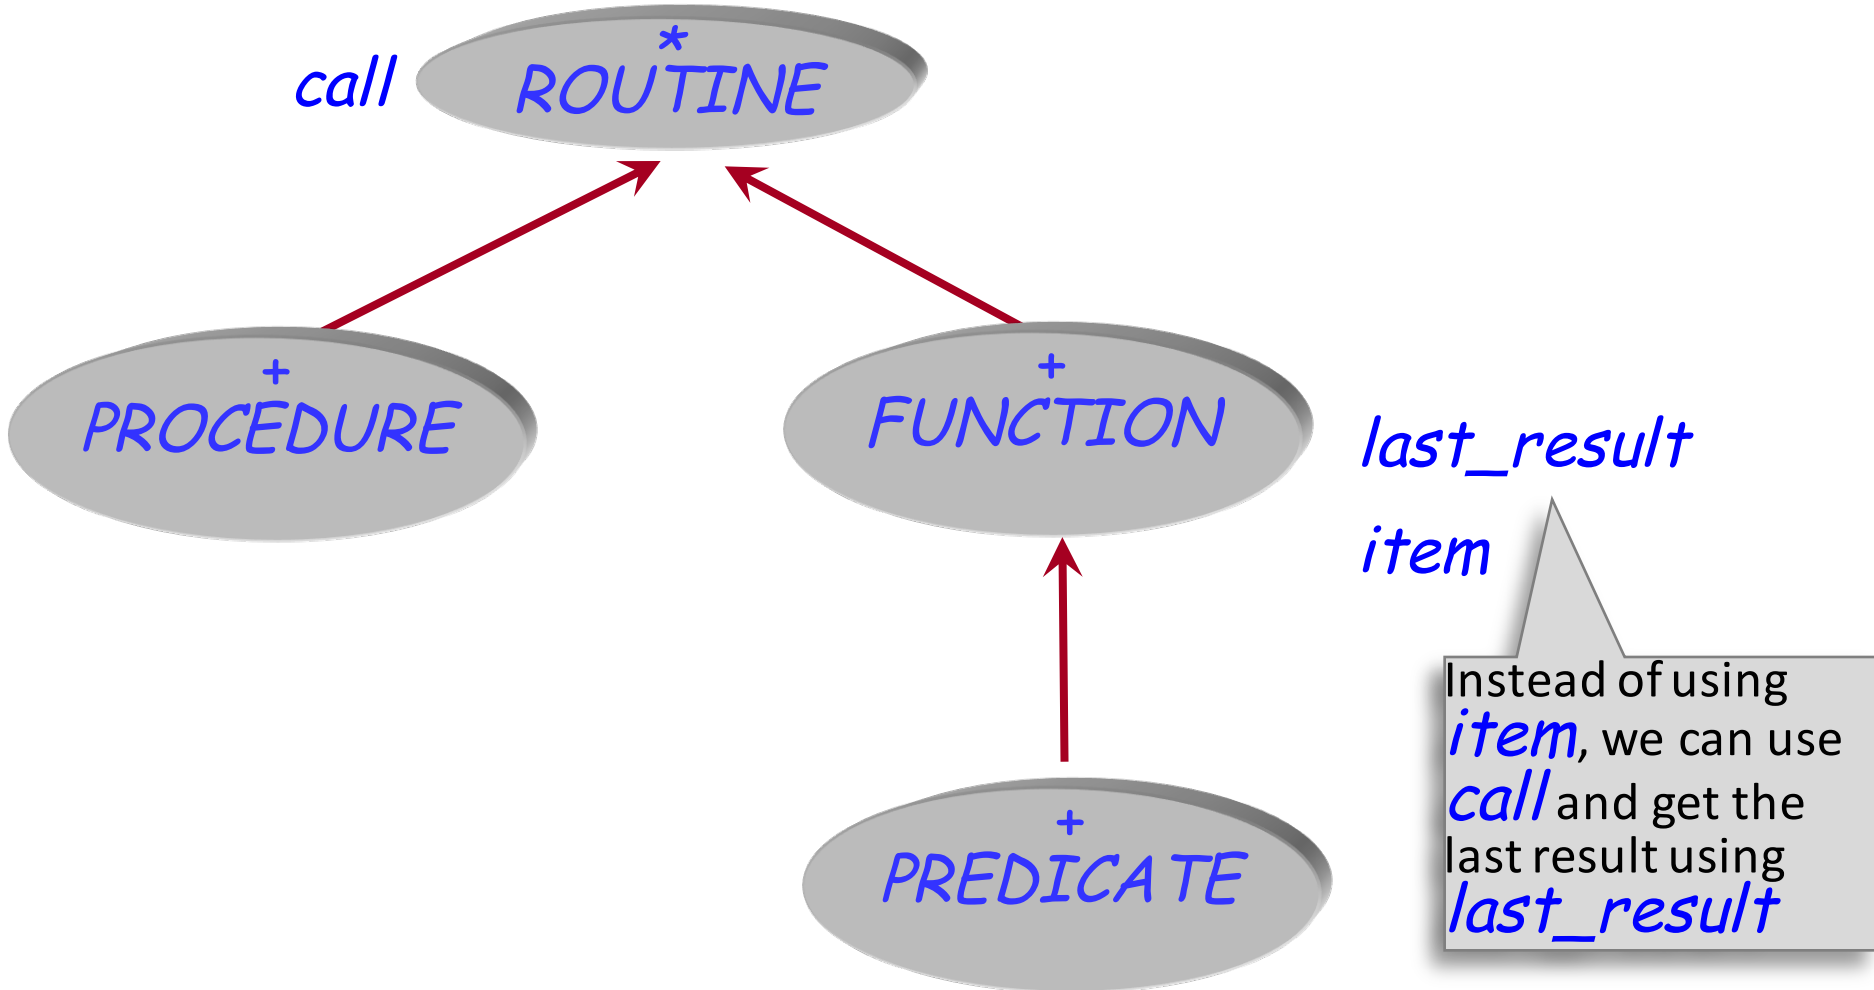 *
call
ROUTINE
+
PROCEDURE
+
FUNCTION
last_result
item
Instead of using
item, we can use
call and get the
last result using
last_result
+
PREDICATE